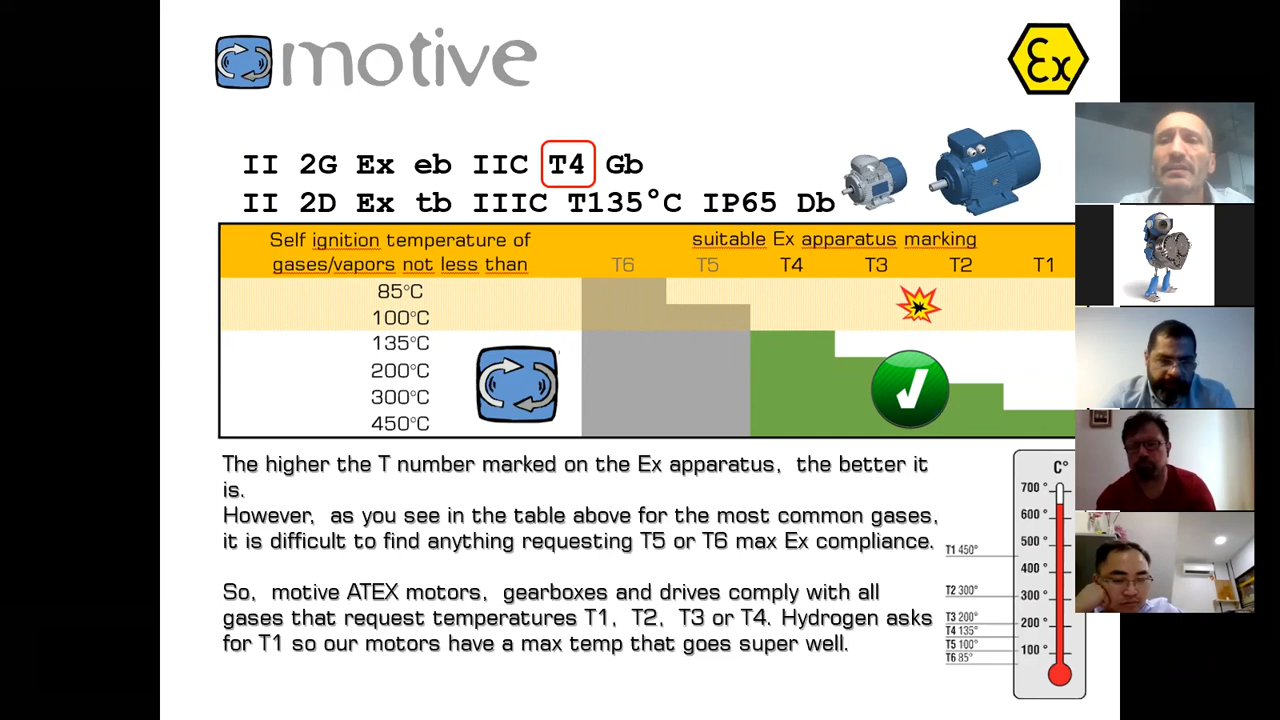 motive
Ex
II 2G Ex eb IIC T4 Gb
II 2D Ex tb IIIC T135°C IP65 Db
Self ignition temperature of
gases/vapors not less than
suitable Ex apparatus marking
T6 T5 T4 T3 T2 T1
85°C
100°C
135°C
200°C
300°C
450°C
The higher the T number marked on the Ex apparatus, the better it
is.
However, as you see in the table above for the most common gases,
it is difficult to find anything requesting T5 or T6 max Ex compliance.
So, motive ATEX motors, gearboxes and drives comply with all
gases that request temperatures T1, T2, T3 or T4. Hydrogen asks
for T1 so our motors have a max temp that goes super well.
C°
700 °
600 °
500 °
400 °
300 °
200 °
100 °
T1 450°
T2 300°
T3 200°
T4 135°
T5 100°
T6 85°